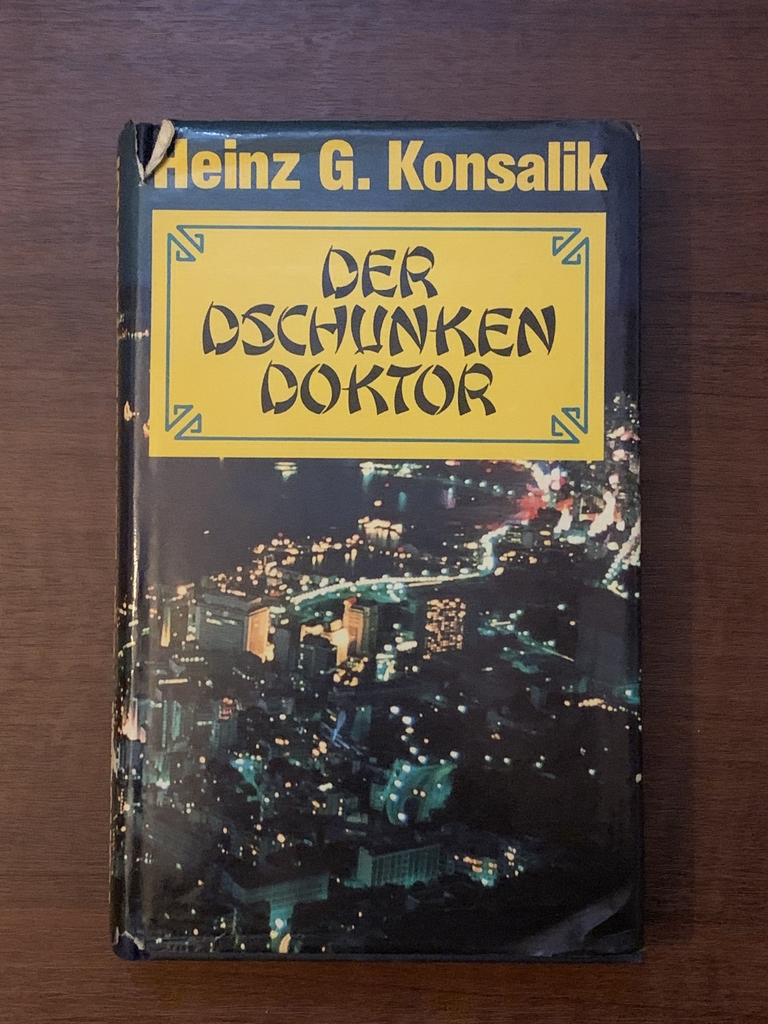 Heinz G. Konsalik
DER
DSCHUNKEN
DOKTOR